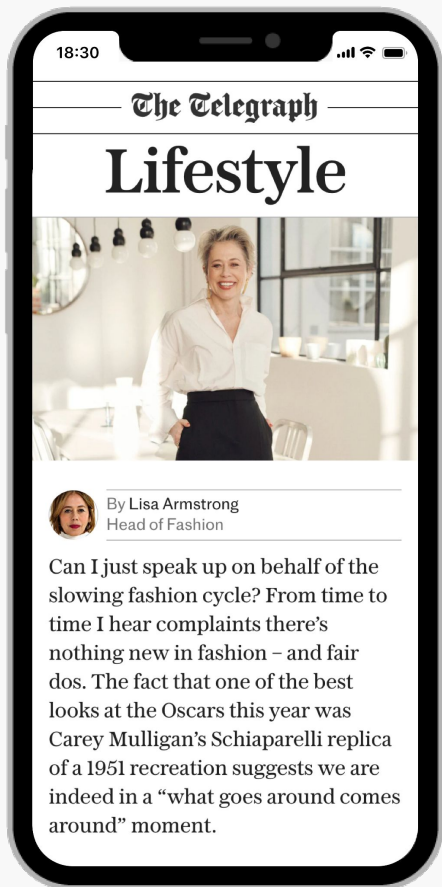 18:30
The Telegraph
Lifestyle
By Lisa Armstrong
Head of Fashion
Can I just speak up on behalf of the
slowing fashion cycle? From time to
time I hear complaints there’s
nothing new in fashion – and fair
dos. The fact that one of the best
looks at the Oscars this year was
Carey Mulligan’s Schiaparelli replica
of a 1951 recreation suggests we are
indeed in a “what goes around comes
around” moment.